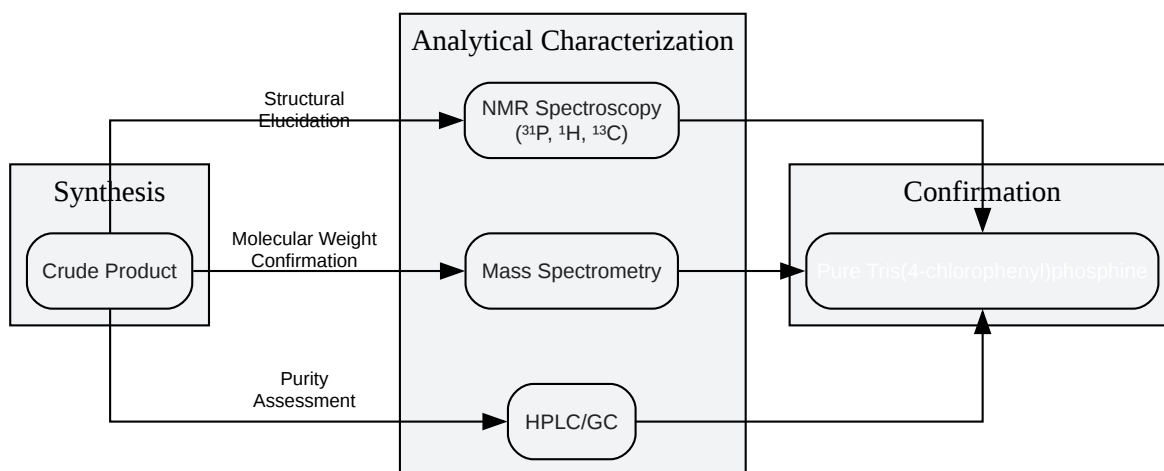 Analytical Characterization
Structural
Elucidation
NMR Spectroscopy
(³¹P, ¹H, ¹³C)
Synthesis
Confirmation
Crude Product
Molecular Weight
Confirmation
Mass Spectrometry
Pure Tris(4-chlorophenyl)phosphine
Purity
Assessment
HPLC/GC